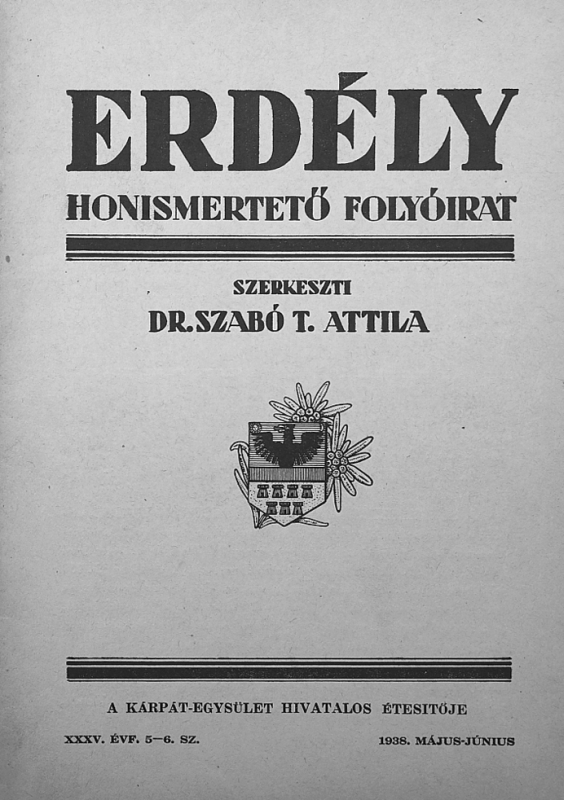 ERDÉLY
HONISMERTETŐ FOLYÓIRAT
SZERKESZTI
DR. SZABÓ T. ATTILA
A KÁRPÁT-EGYSÜLET HIVATALOS ÉTESITŐJE
XXXV. ÉVF. 5—6. SZ.
1938. MÁJUS-JÚNIUS